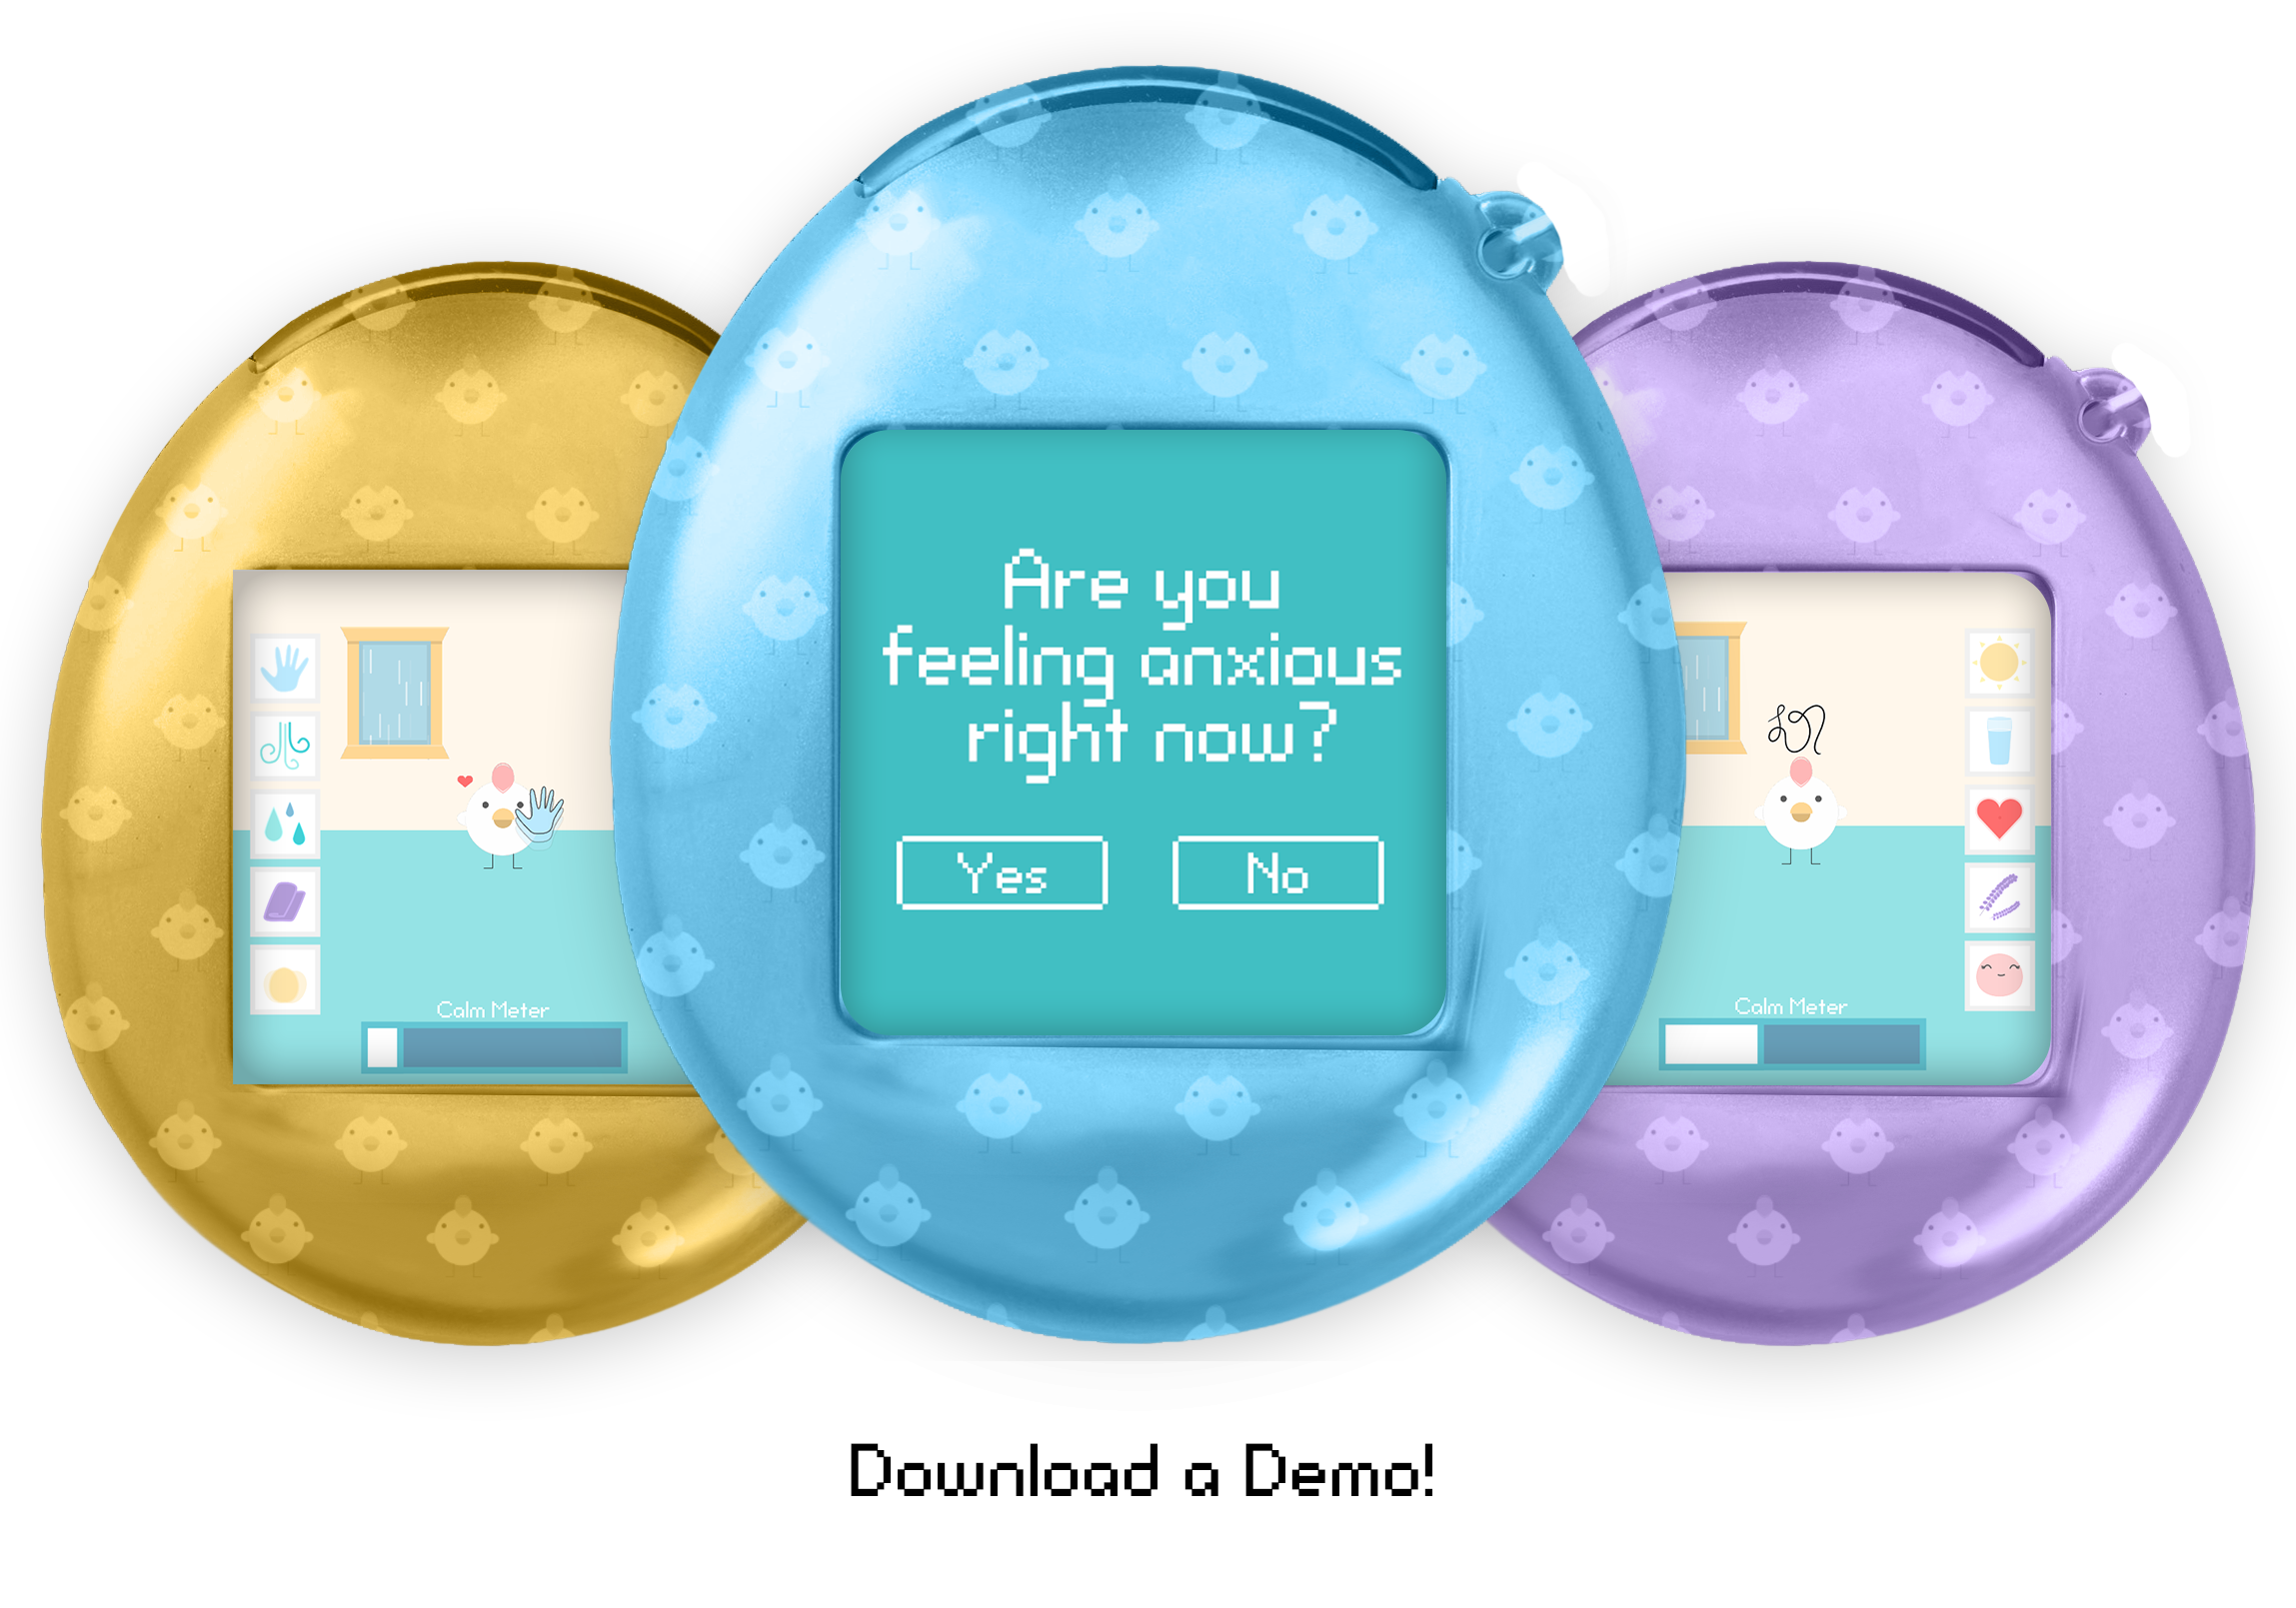 Are you
feeling anxious
right now?
Yes
No
Calm Meter
Calm Meter
Download a Demo!